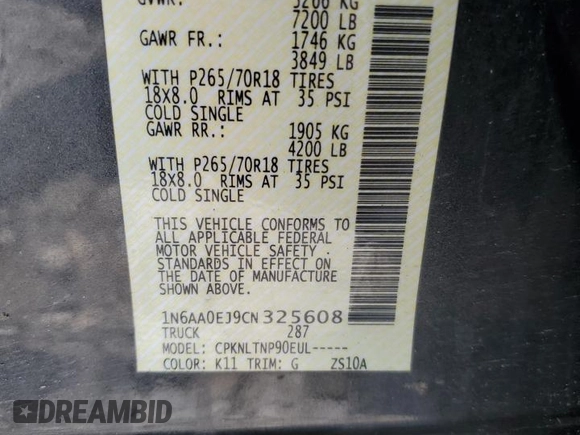 GVWR: 3266 KG
7200 LB
GAWR FR.: 1746 KG
3849 LB
WITH P265/70R18 TIRES
18X8.0 RIMS AT 35 PSI
COLD SINGLE
GAWR RR.: 1905 KG
4200 LB
WITH P265/70R18 TIRES
18X8.0 RIMS AT 35 PSI
COLD SINGLE
THIS VEHICLE CONFORMS TO
ALL APPLICABLE FEDERAL
MOTOR VEHICLE SAFETY
STANDARDS IN EFFECT ON
THE DATE OF MANUFACTURE
SHOWN ABOVE.
1N6AA0EJ9CN325608
TRUCK 287
MODEL: CPKNLTNP90EUL-----
COLOR: K11 TRIM: G ZS10A
DREAMBID